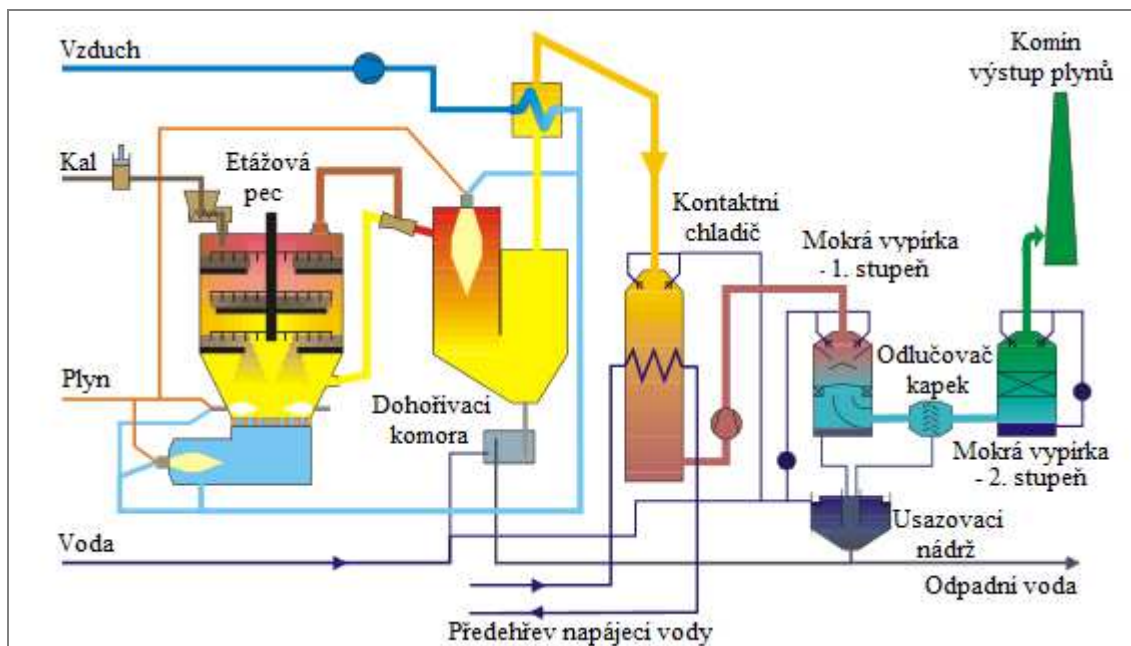 Vzduch
Komín
výstup plynů
Kal
Etážová
pec
Kontaktní
chladič
Mokrá vypírka
- 1. stupeň
Odlučovač
kapek
Plyn
Dohořívací
komora
Mokrá vypírka
- 2. stupeň
Voda
Usazovací
nádrž
Odpadní voda
Předehřev napájecí vody